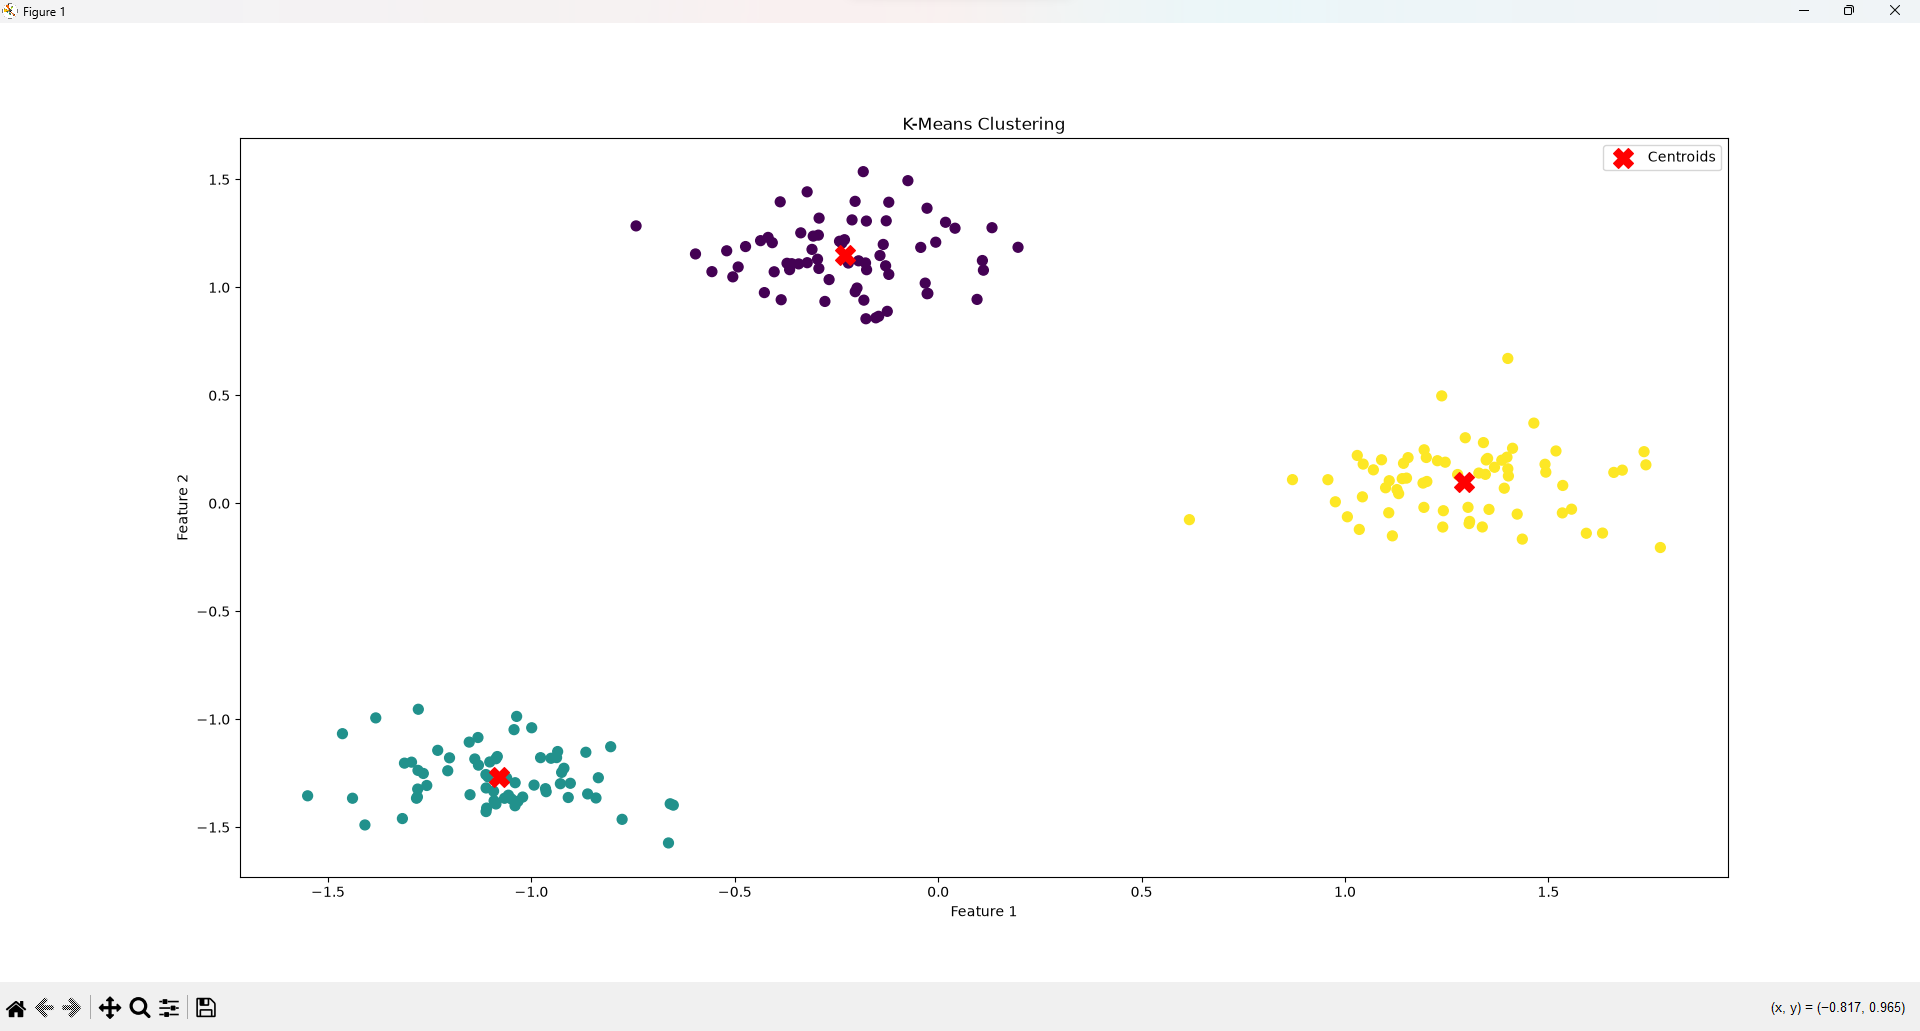 Figure 1
K-Means Clustering
Centroids
1.5
1.0
0.5
0.0
−0.5
−1.0
−1.5
Feature 2
−1.5 −1.0 −0.5 0.0 0.5 1.0 1.5
Feature 1
(x, y) = (−0.817, 0.965)